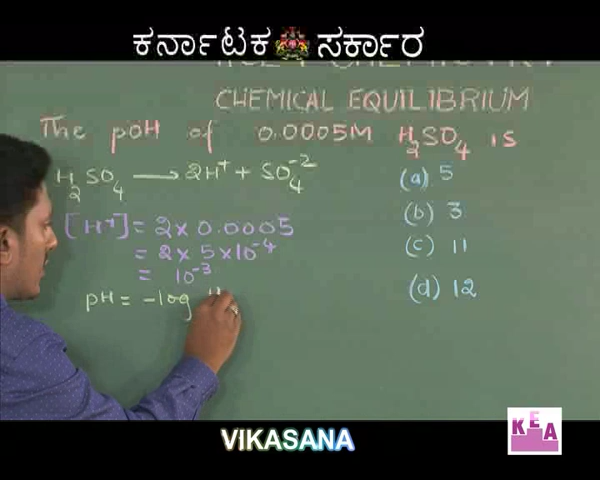 ಕರ್ನಾಟಕ ಸರ್ಕಾರ
CHEMICAL EQUILIBRIUM
The pOH of 0.0005M H₂SO₄ is
H₂SO₄ ⟶ 2H⁺ + SO₄⁻²
[H⁺] = 2 × 0.0005
= 2 × 5 × 10⁻⁴
= 10⁻³
pH = -log
(a) 5
(b) 3
(c) 11
(d) 12
KEA
VIKASANA